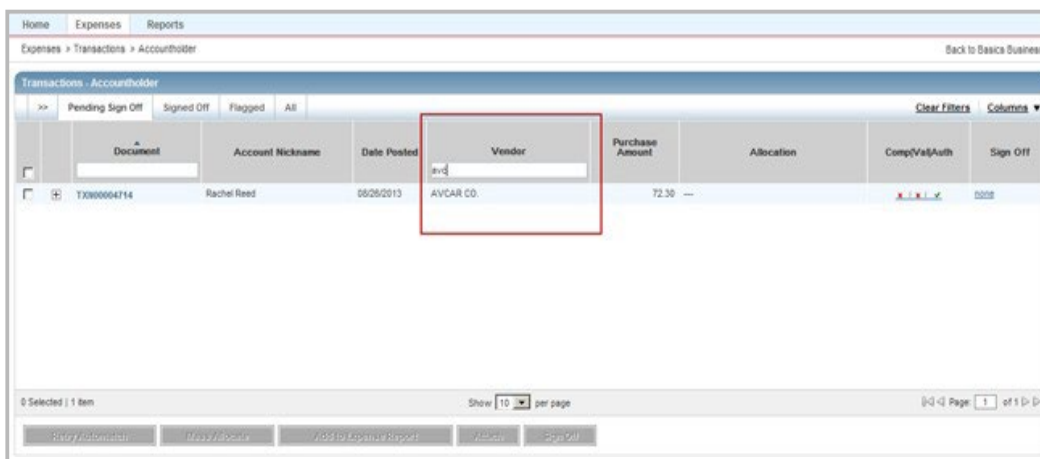 Home Expenses Reports
Expenses > Transactions > Accountholder Back to Basics Busines
Transactions - Accountholder
>> Pending Sign Off Signed Off Flagged All Clear Filters Columns ▼
Document Account Nickname Date Posted Vendor Purchase Amount Allocation Comp|Val|Auth Sign Off
avc
TXN00004714 Rachel Reed 08/26/2013 AVCAR CO. 72.30 --- x | x | ✓ none
0 Selected | 1 item Show 10 per page Page: 1 of 1
Retry Automatch Mass Allocate Add to Expense Report Attach Sign Off